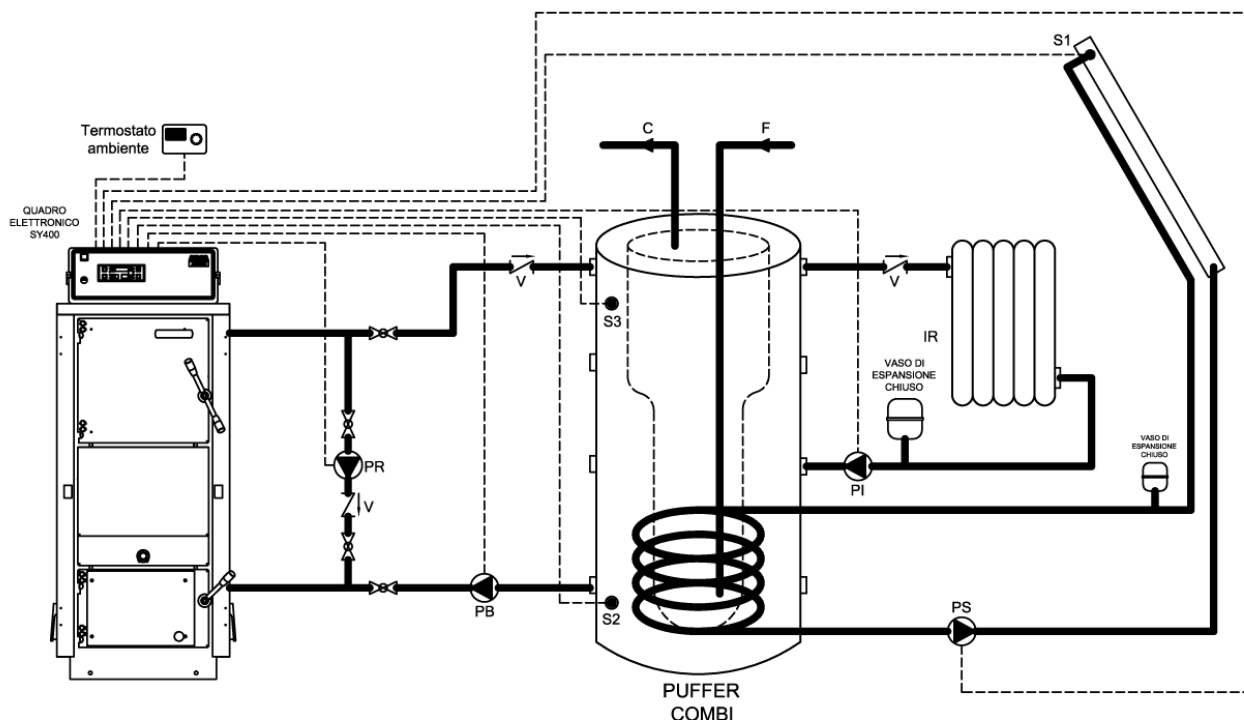 S1
C
F
Termostato
ambiente
QUADRO
ELETTRONICO
SY400
V
V
S3
IR
VASO DI
ESPANSIONE
CHIUSO
VASO DI
ESPANSIONE
CHIUSO
PR
PI
V
PB
S2
PS
PUFFER
COMBI